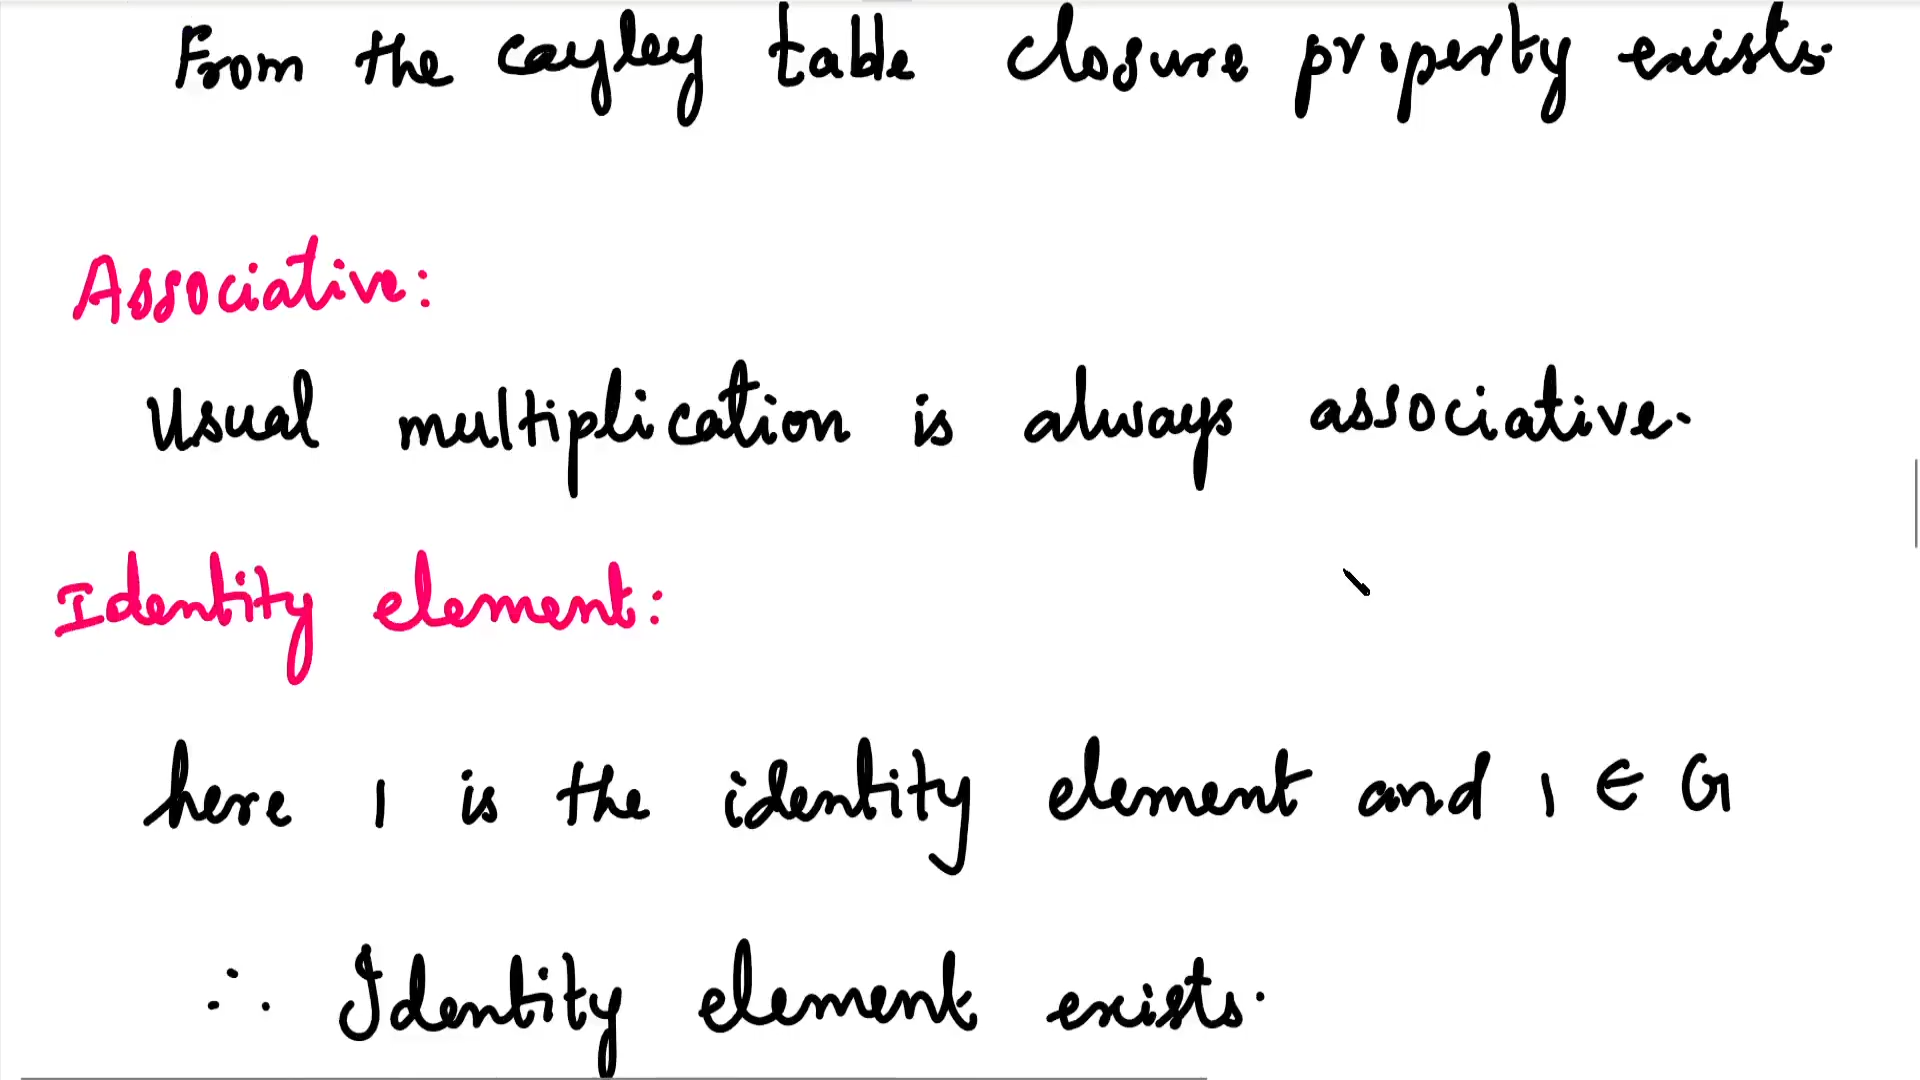 From the cayley table closure property exists.
Associative:
Usual multiplication is always associative.
Identity element:
here 1 is the identity element and 1 ∈ G
∴ Identity element exists.